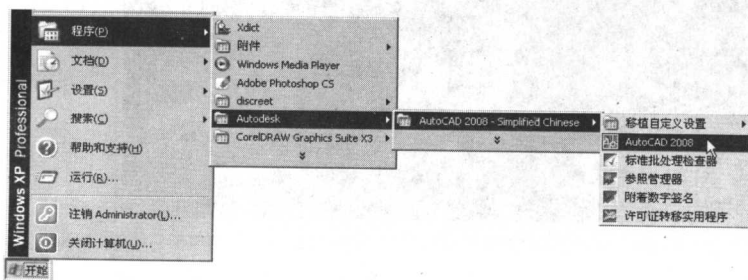 Windows XP Professional
程序(P)
文档(D)
设置(S)
搜索(C)
帮助和支持(H)
运行(R)...
注销 Administrator(L)...
关闭计算机(U)...
开始
Xdict
附件
Windows Media Player
Adobe Photoshop CS
discreet
Autodesk
CorelDRAW Graphics Suite X3
AutoCAD 2008 - Simplified Chinese
移植自定义设置
AutoCAD 2008
标准批处理检查器
参照管理器
附着数字签名
许可证转移实用程序